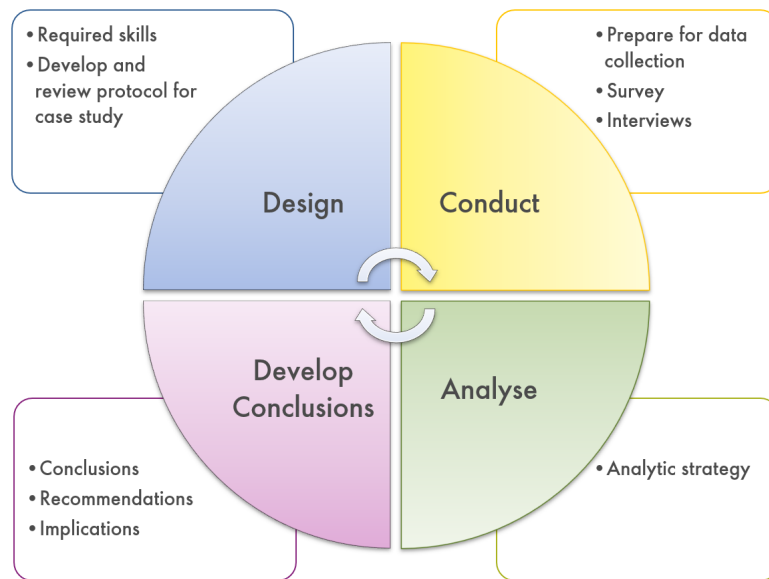 • Required skills
• Develop and
review protocol for
case study
• Prepare for data
collection
• Survey
• Interviews
Design
Conduct
Develop
Conclusions
Analyse
• Conclusions
• Recommendations
• Implications
• Analytic strategy